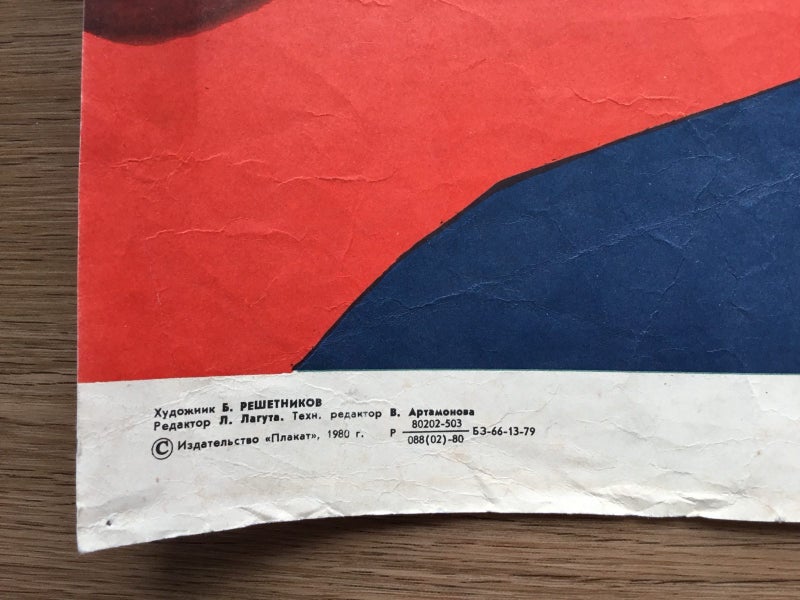 Художник Б. РЕШЕТНИКОВ
Редактор Л. Лагута. Техн. редактор В. Артамонова
© Издательство «Плакат», 1980 г. Р 80202-503 БЗ-66-13-79
088(02)-80